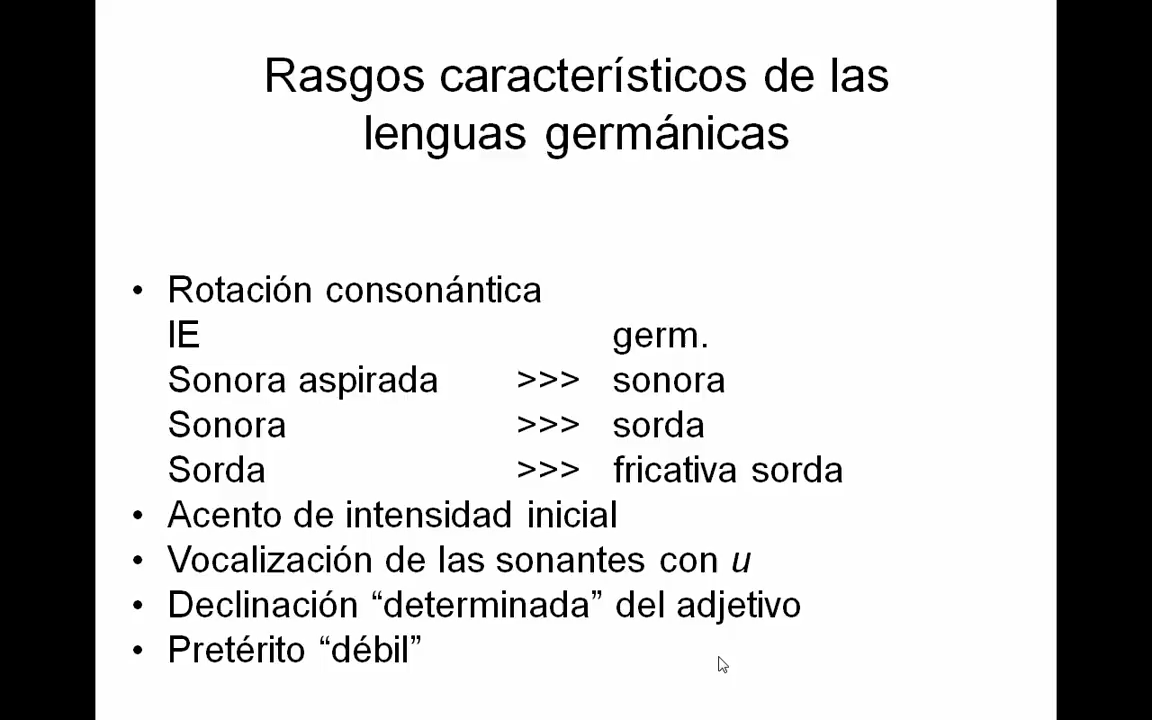 Rasgos característicos de las
lenguas germánicas
• Rotación consonántica
IE germ.
Sonora aspirada >>> sonora
Sonora >>> sorda
Sorda >>> fricativa sorda
• Acento de intensidad inicial
• Vocalización de las sonantes con u
• Declinación “determinada” del adjetivo
• Pretérito “débil”